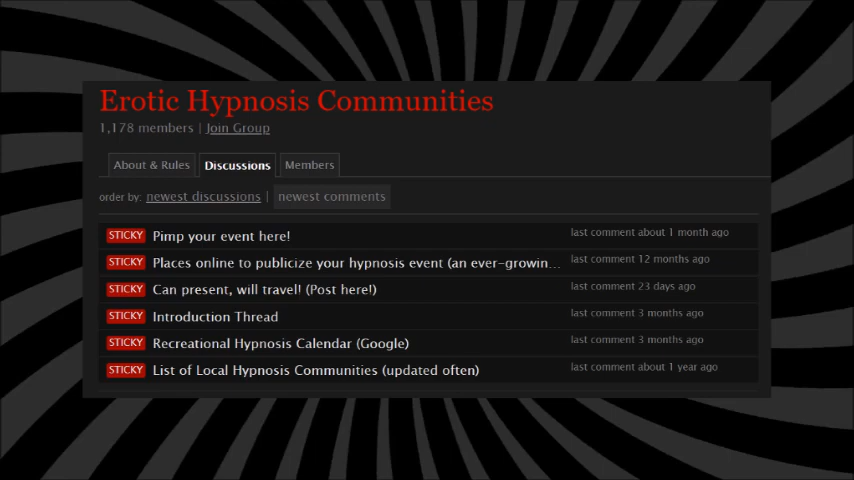 Erotic Hypnosis Communities
1,178 members | Join Group
About & Rules Discussions Members
order by: newest discussions | newest comments
STICKY Pimp your event here! last comment about 1 month ago
STICKY Places online to publicize your hypnosis event (an ever-growin... last comment 12 months ago
STICKY Can present, will travel! (Post here!) last comment 23 days ago
STICKY Introduction Thread last comment 3 months ago
STICKY Recreational Hypnosis Calendar (Google) last comment 3 months ago
STICKY List of Local Hypnosis Communities (updated often) last comment about 1 year ago